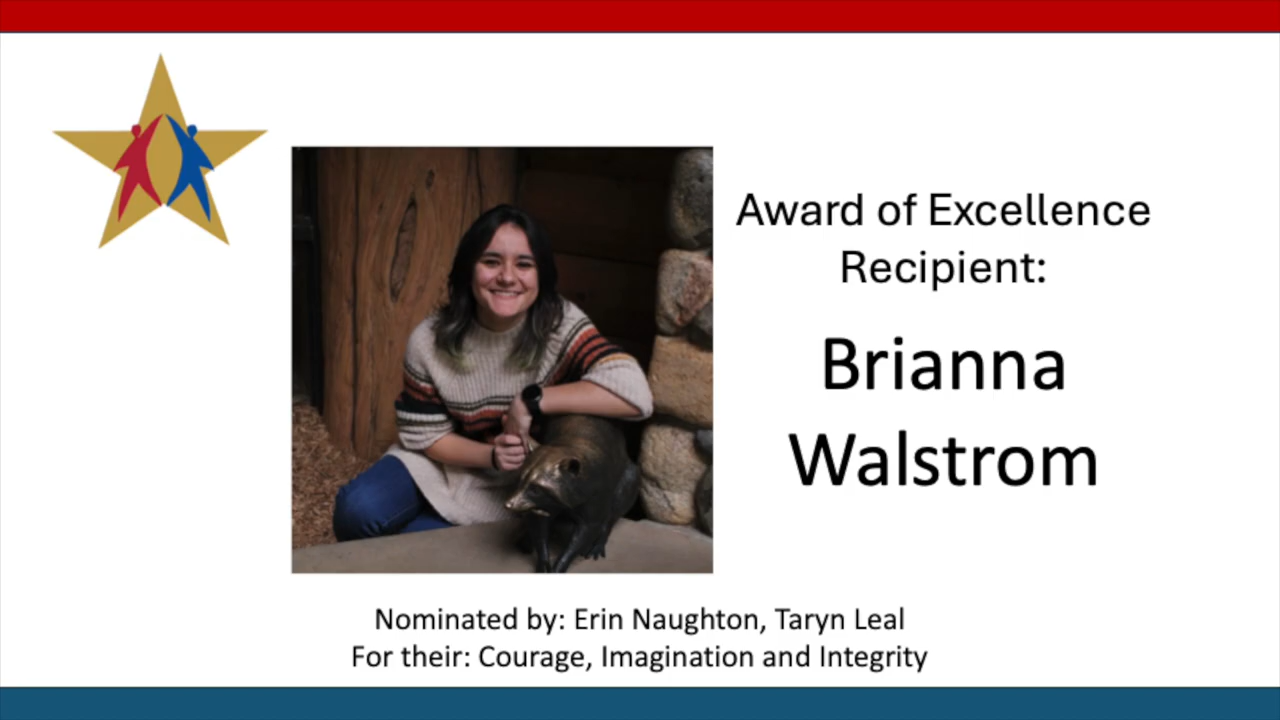 Award of Excellence
Recipient:
Brianna
Walstrom
Nominated by: Erin Naughton, Taryn Leal
For their: Courage, Imagination and Integrity